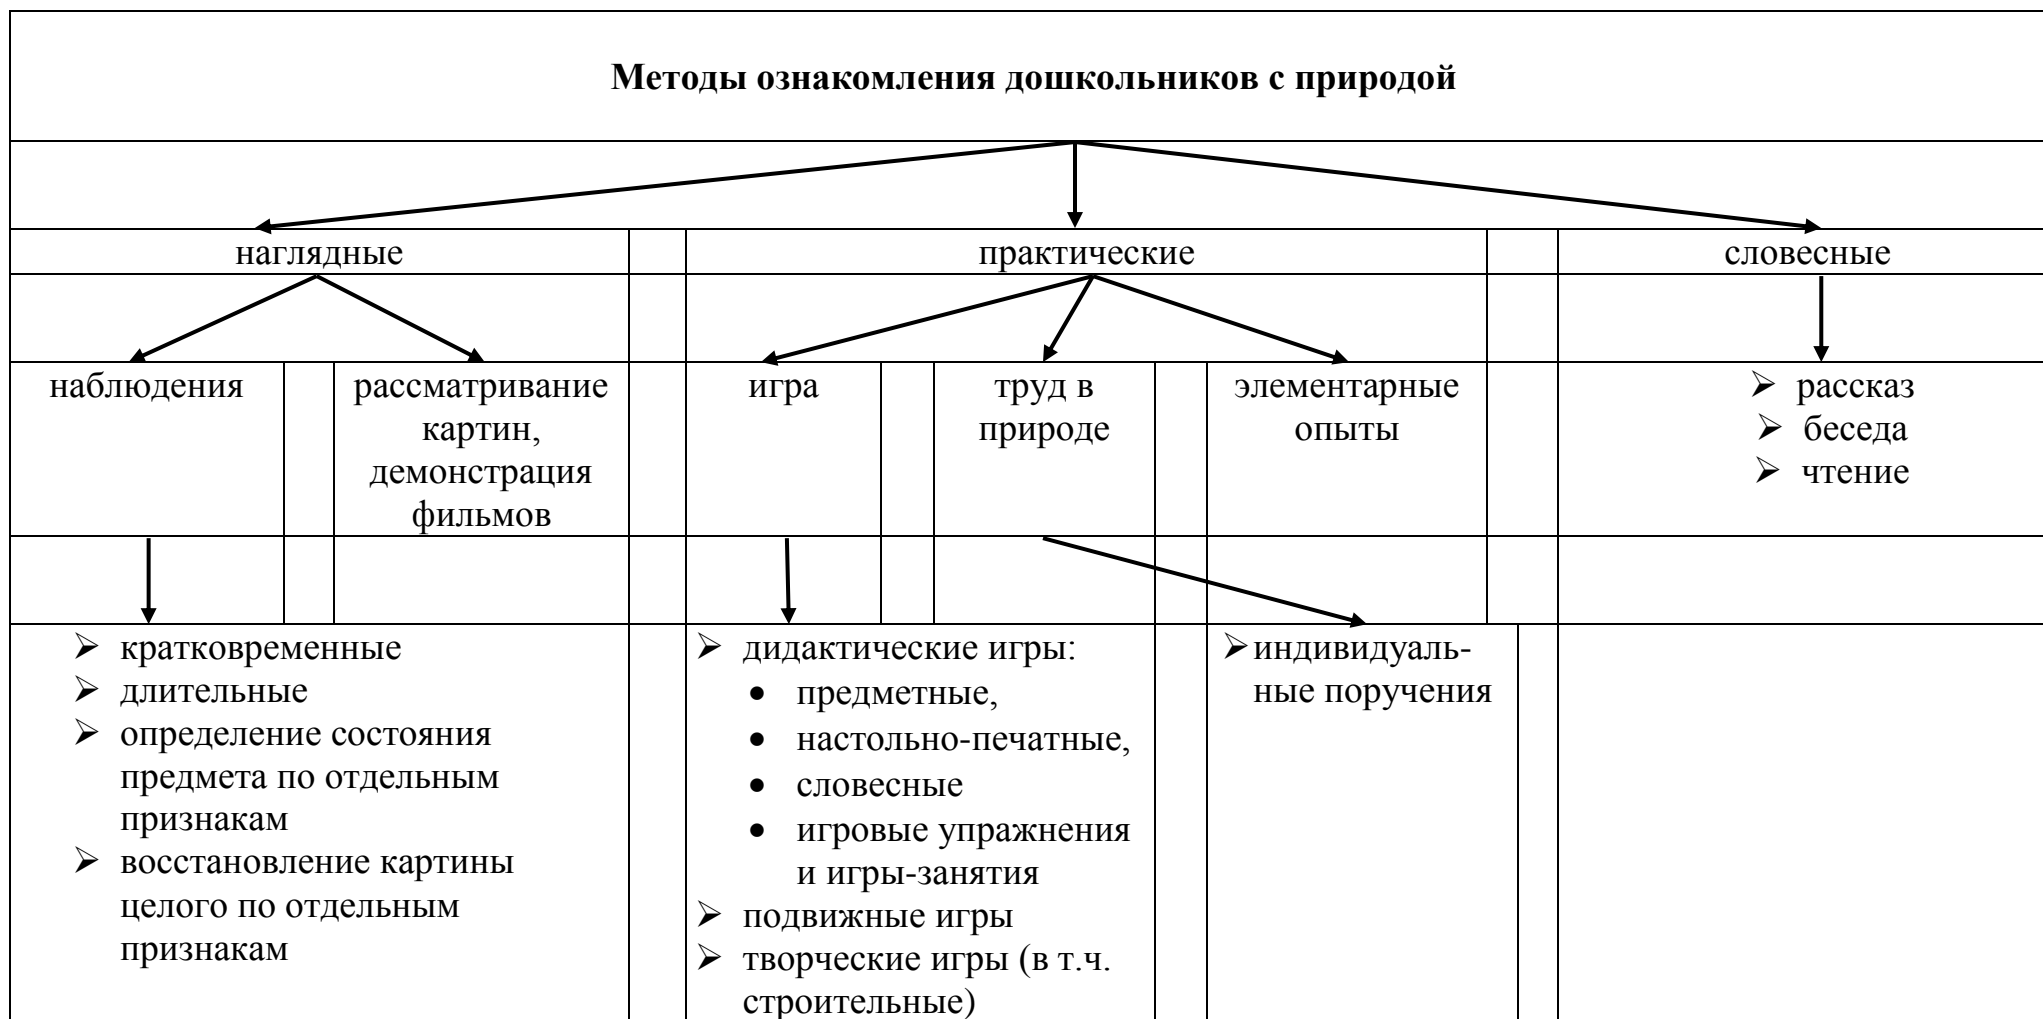 Методы ознакомления дошкольников с природой
наглядные
практические
словесные
наблюдения
рассматривание
картин,
демонстрация
фильмов
игра
труд в
природе
элементарные
опыты
➢ рассказ
➢ беседа
➢ чтение
➢ кратковременные
➢ длительные
➢ определение состояния
предмета по отдельным
признакам
➢ восстановление картины
целого по отдельным
признакам
➢ дидактические игры:
• предметные,
• настольно-печатные,
• словесные
• игровые упражнения
и игры-занятия
➢ подвижные игры
➢ творческие игры (в т.ч.
строительные)
➢ индивидуаль-
ные поручения